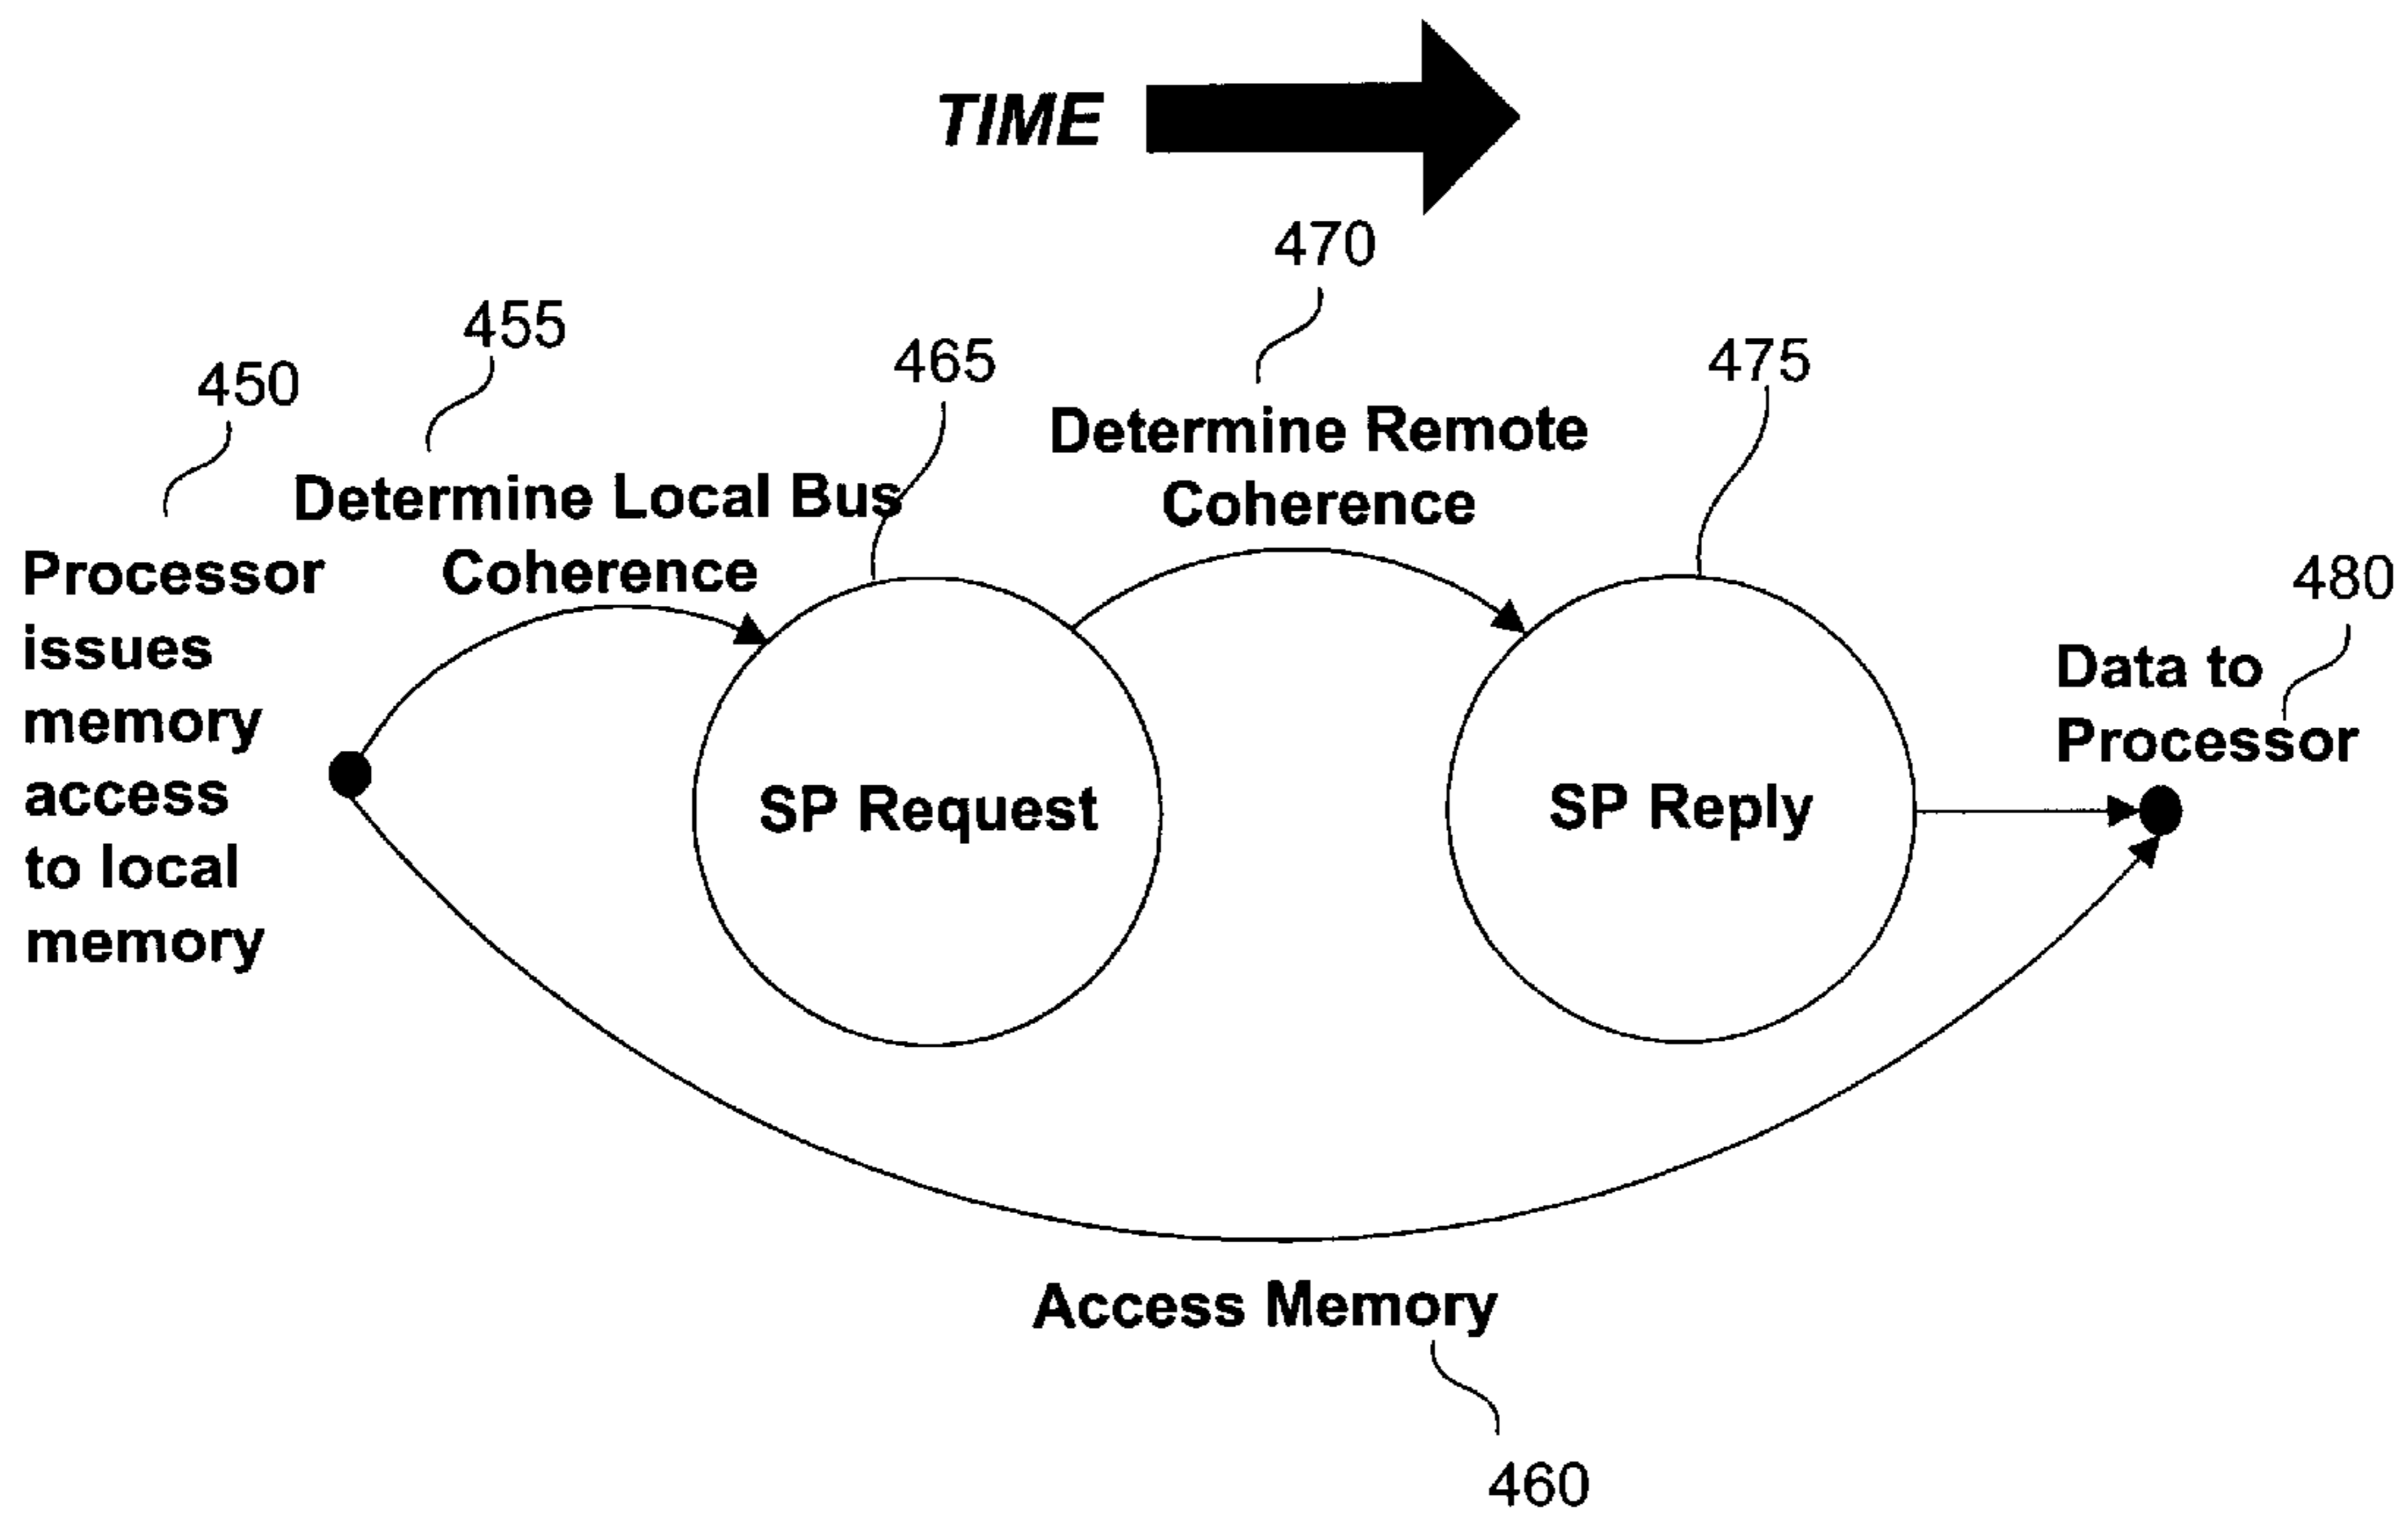 TIME
470
455
465
475
450
Determine Remote
Coherence
Determine Local Bus
Coherence
480
Processor
issues
memory
access
to local
memory
Data to
Processor
SP Request
SP Reply
Access Memory
460